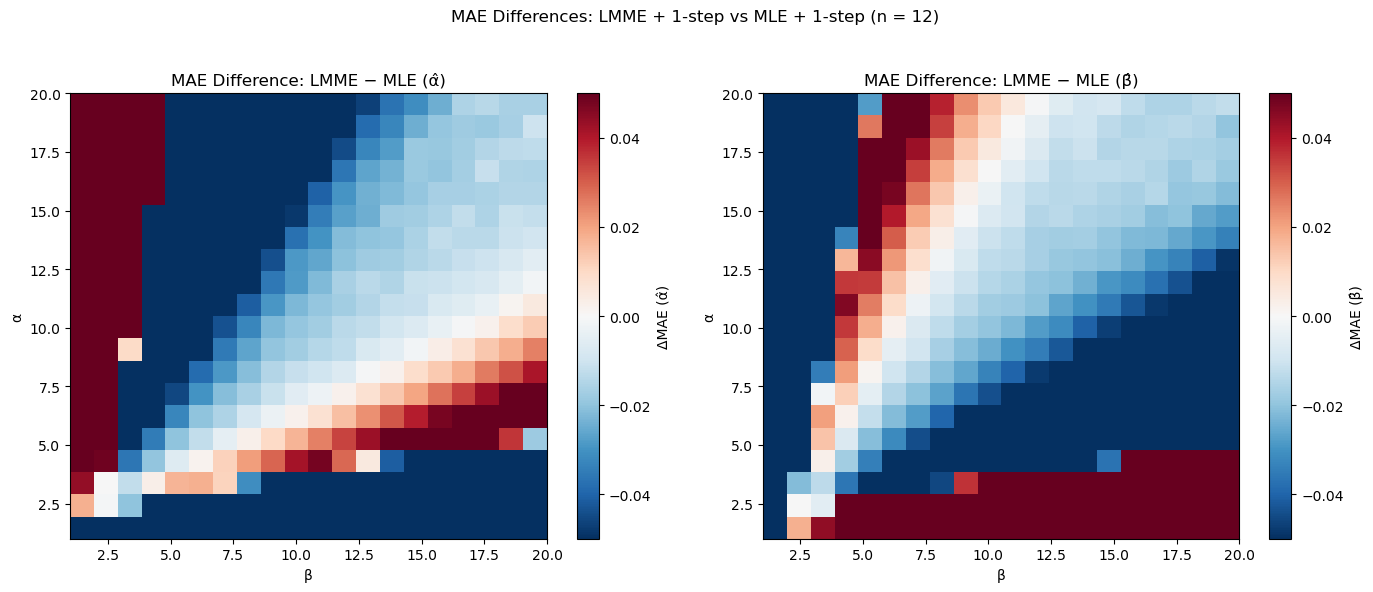 MAE Differences: LMME + 1-step vs MLE + 1-step (n = 12)
MAE Difference: LMME − MLE (α̂)
20.0
17.5
15.0
12.5
10.0
7.5
5.0
2.5
α
2.5 5.0 7.5 10.0 12.5 15.0 17.5 20.0
β
0.04
0.02
0.00
−0.02
−0.04
ΔMAE (α̂)
MAE Difference: LMME − MLE (β̂)
20.0
17.5
15.0
12.5
10.0
7.5
5.0
2.5
α
2.5 5.0 7.5 10.0 12.5 15.0 17.5 20.0
β
0.04
0.02
0.00
−0.02
−0.04
ΔMAE (β̂)